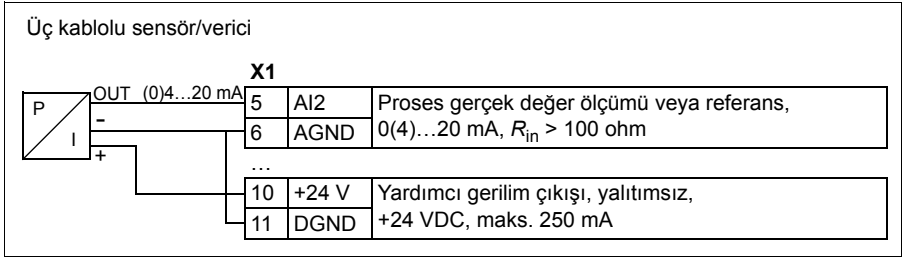 Üç kablolu sensör/verici
X1
OUT (0)4…20 mA
P
I
-
+
5 AI2 Proses gerçek değer ölçümü veya referans,
6 AGND 0(4)…20 mA, Rin > 100 ohm
…
10 +24 V Yardımcı gerilim çıkışı, yalıtımsız,
11 DGND +24 VDC, maks. 250 mA